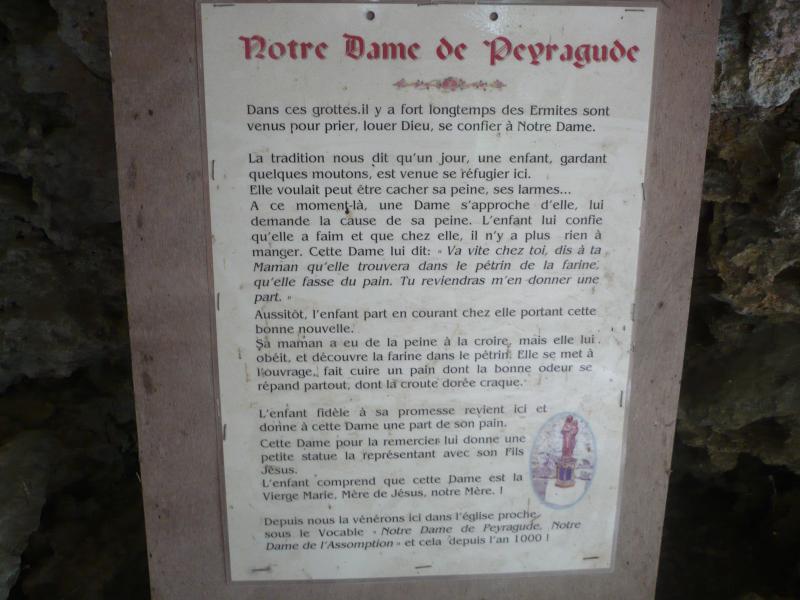 Notre Dame de Peyragude
Dans ces grottes.il y a fort longtemps des Ermites sont
venus pour prier, louer Dieu, se confier à Notre Dame.
La tradition nous dit qu'un jour, une enfant, gardant
quelques moutons, est venue se réfugier ici.
Elle voulait peut être cacher sa peine, ses larmes...
A ce moment-là, une Dame s'approche d'elle, lui
demande la cause de sa peine. L'enfant lui confie
qu'elle a faim et que chez elle, il n'y a plus rien à
manger. Cette Dame lui dit: « Va vite chez toi, dis à ta
Maman qu'elle trouvera dans le pétrin de la farine,
qu'elle fasse du pain. Tu reviendras m'en donner une
part. »
Aussitôt, l'enfant part en courant chez elle portant cette
bonne nouvelle.
Sa maman a eu de la peine à la croire, mais elle lui
obéit, et découvre la farine dans le pétrin. Elle se met à
l'ouvrage, fait cuire un pain dont la bonne odeur se
répand partout, dont la croute dorée craque.
L'enfant fidèle à sa promesse revient ici et
donne à cette Dame une part de son pain.
Cette Dame pour la remercier lui donne une
petite statue la représentant avec son Fils
Jésus.
L'enfant comprend que cette Dame est la
Vierge Marie, Mère de Jésus, notre Mère. !
Depuis nous la vénérons ici dans l'église proche,
sous le Vocable « Notre Dame de Peyragude, Notre
Dame de l'Assomption » et cela depuis l'an 1000 !